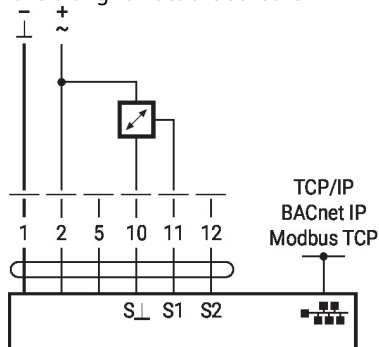 − +
⊥ ~
TCP/IP
BACnet IP
Modbus TCP
1 2 5 10 11 12
S⊥ S1 S2